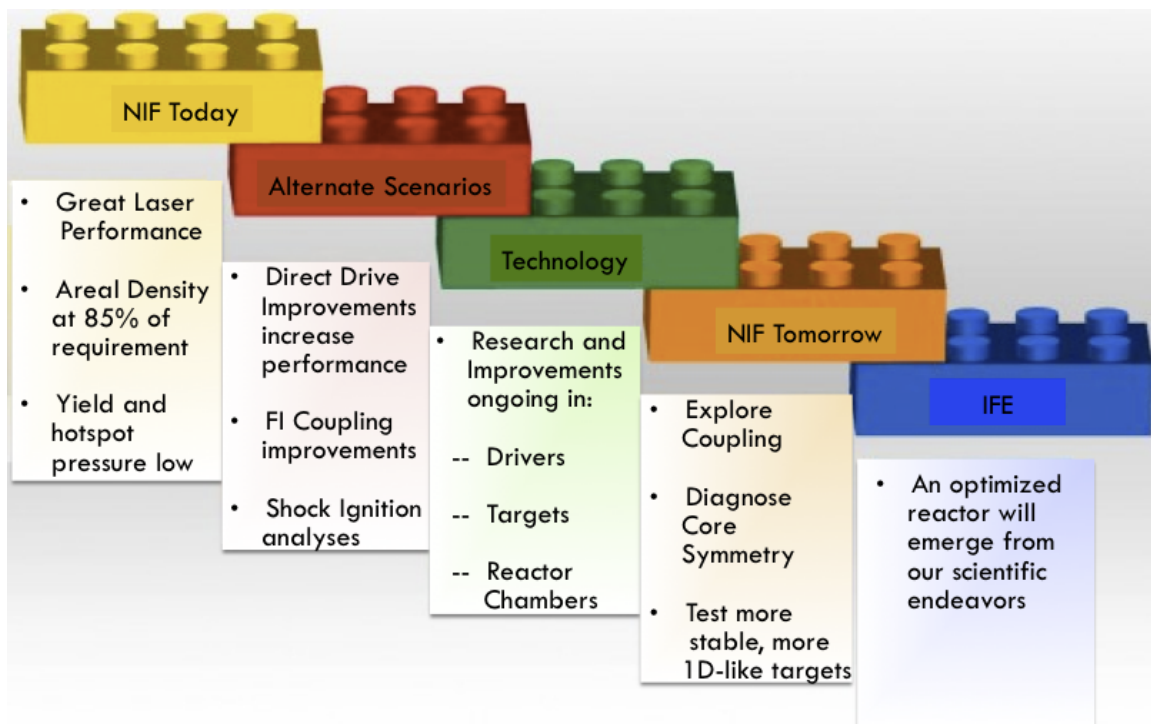 NIF Today
• Great Laser
Performance
• Areal Density
at 85% of
requirement
• Yield and
hotspot
pressure low
Alternate Scenarios
• Direct Drive
Improvements
increase
performance
• FI Coupling
improvements
• Shock Ignition
analyses
Technology
• Research and
Improvements
ongoing in:
-- Drivers
-- Targets
-- Reactor
Chambers
NIF Tomorrow
• Explore
Coupling
• Diagnose
Core
Symmetry
• Test more
stable, more
1D-like targets
IFE
• An optimized
reactor will
emerge from
our scientific
endeavors